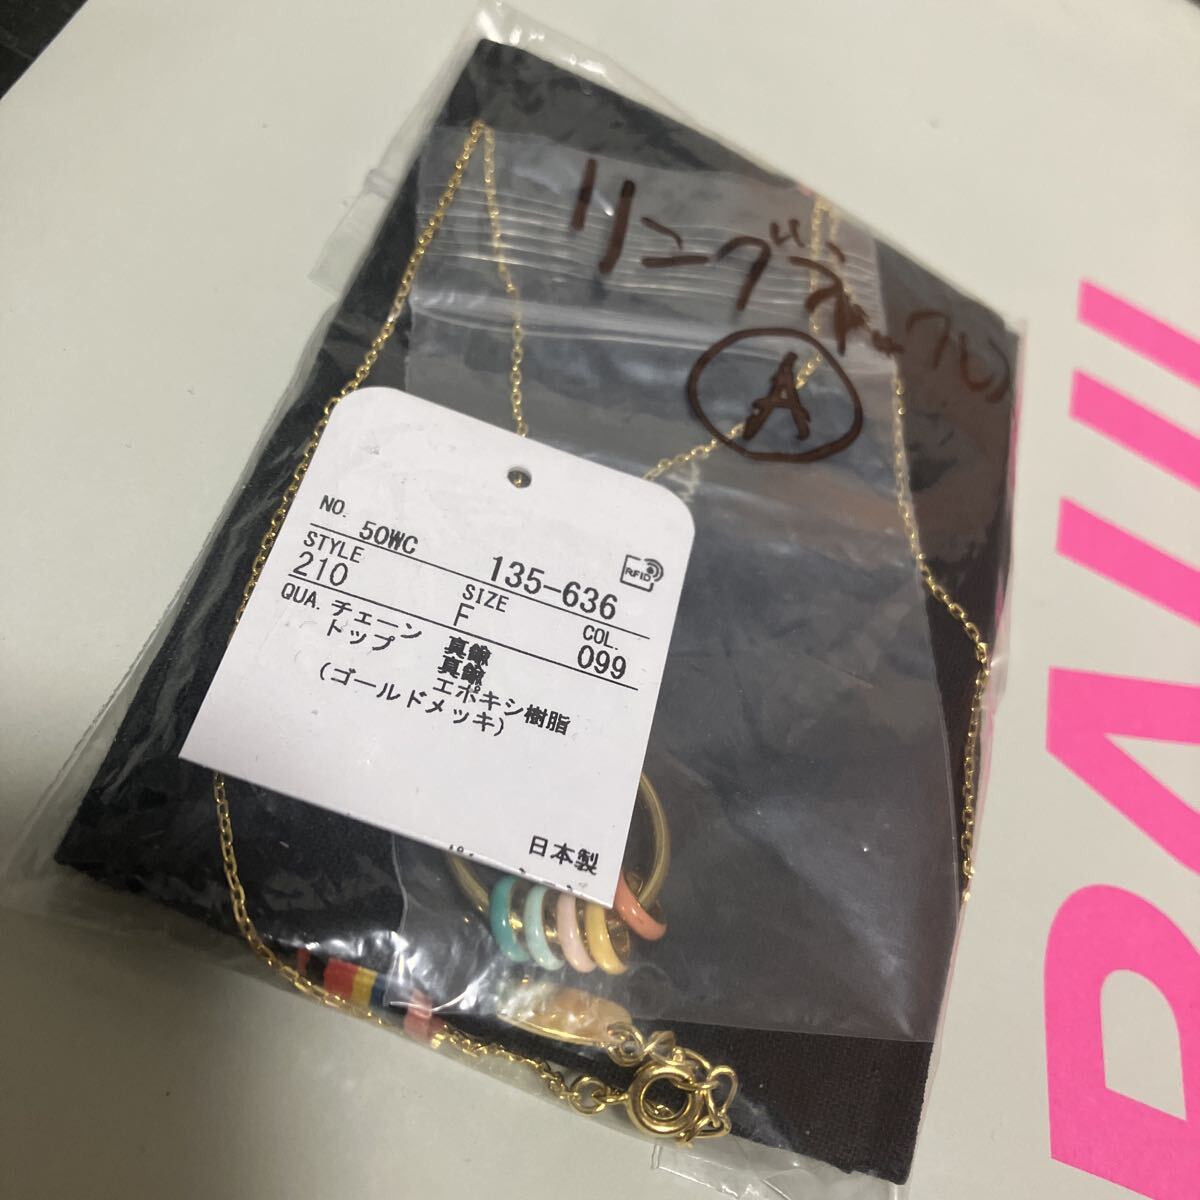 リングネックレス
A
NO. 50WC 135-636
RFID
STYLE SIZE COL.
210 F 099
QUA. チェーン 真鍮
トップ 真鍮
エポキシ樹脂
(ゴールドメッキ)
日本製